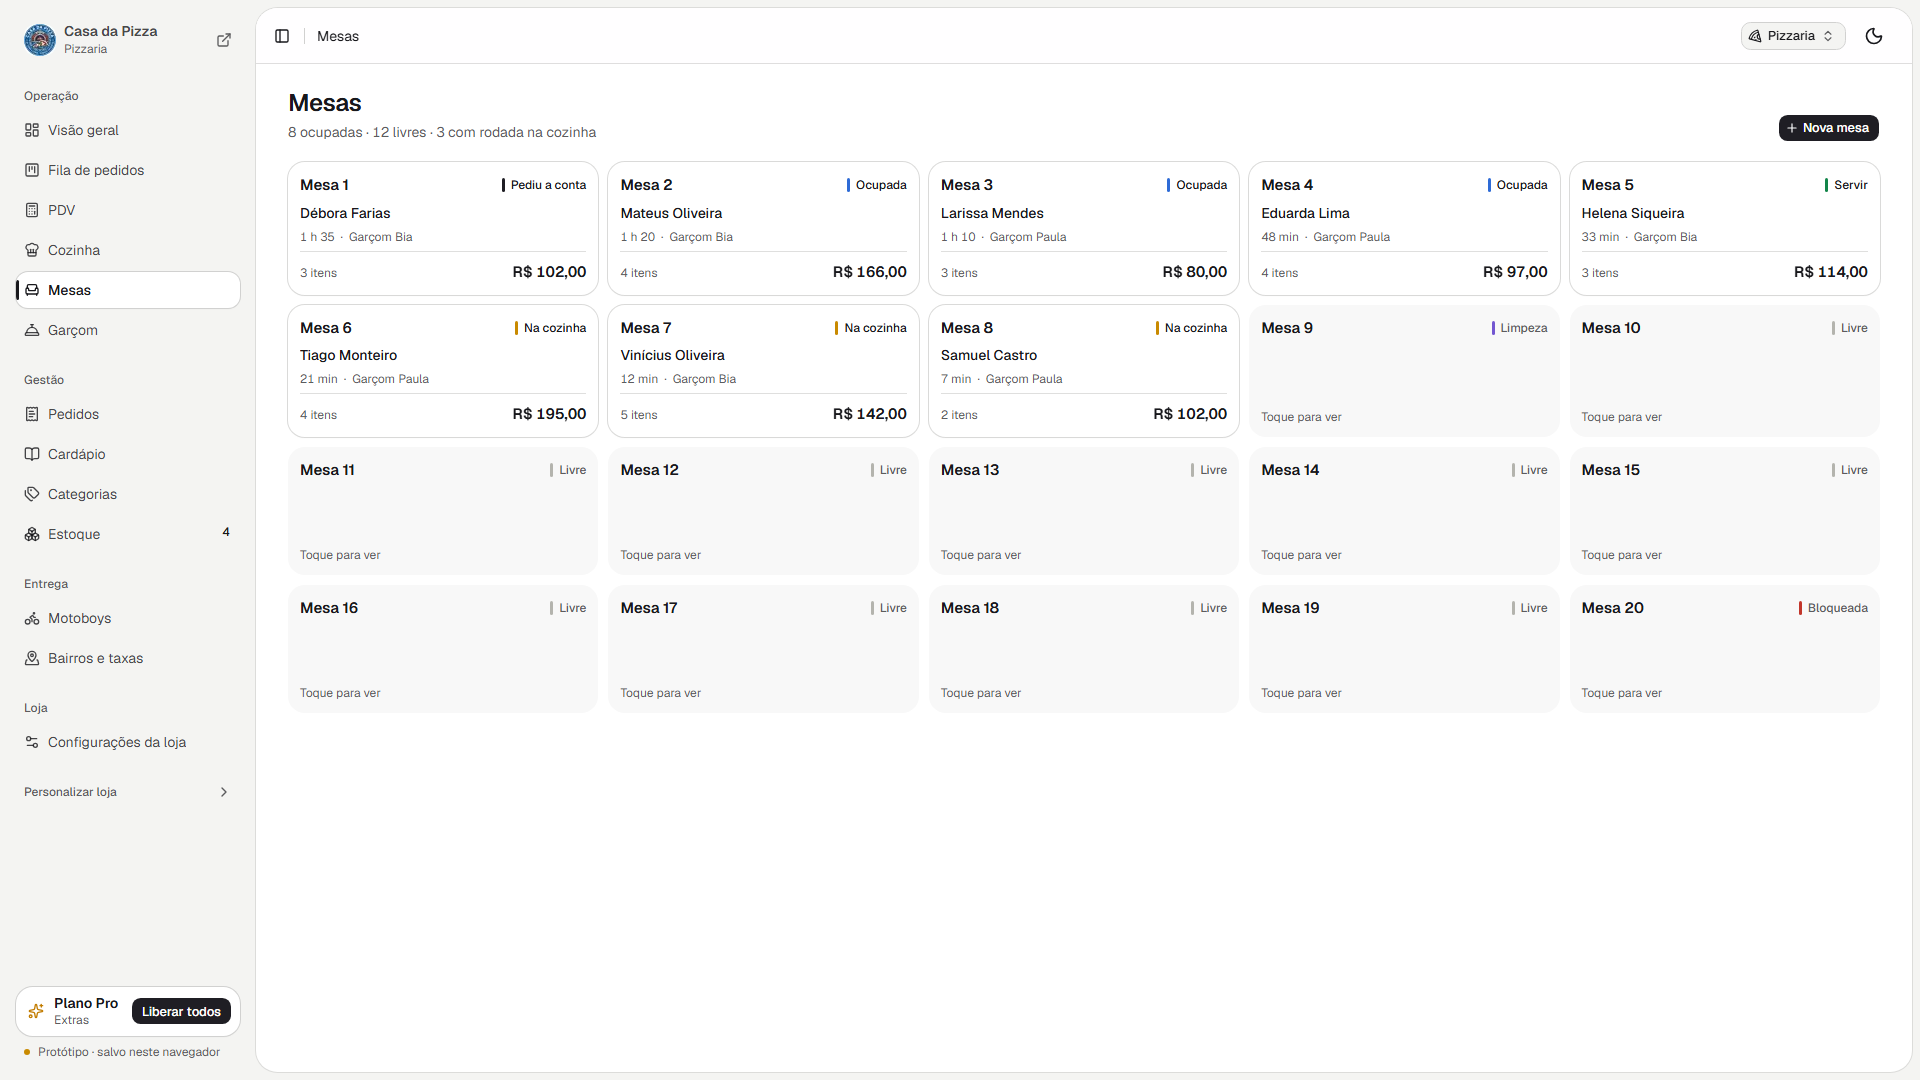 Casa da Pizza
Pizzaria
Operação
Visão geral
Fila de pedidos
PDV
Cozinha
Mesas
Garçom
Gestão
Pedidos
Cardápio
Categorias
Estoque 4
Entrega
Motoboys
Bairros e taxas
Loja
Configurações da loja
Personalizar loja
Plano Pro
Extras
Liberar todos
Protótipo · salvo neste navegador
Mesas
Pizzaria
Mesas
8 ocupadas · 12 livres · 3 com rodada na cozinha
+ Nova mesa
Mesa 1 Pediu a conta
Débora Farias
1 h 35 · Garçom Bia
3 itens R$ 102,00
Mesa 2 Ocupada
Mateus Oliveira
1 h 20 · Garçom Bia
4 itens R$ 166,00
Mesa 3 Ocupada
Larissa Mendes
1 h 10 · Garçom Paula
3 itens R$ 80,00
Mesa 4 Ocupada
Eduarda Lima
48 min · Garçom Paula
4 itens R$ 97,00
Mesa 5 Servir
Helena Siqueira
33 min · Garçom Bia
3 itens R$ 114,00
Mesa 6 Na cozinha
Tiago Monteiro
21 min · Garçom Paula
4 itens R$ 195,00
Mesa 7 Na cozinha
Vinícius Oliveira
12 min · Garçom Bia
5 itens R$ 142,00
Mesa 8 Na cozinha
Samuel Castro
7 min · Garçom Paula
2 itens R$ 102,00
Mesa 9 Limpeza
Toque para ver
Mesa 10 Livre
Toque para ver
Mesa 11 Livre
Toque para ver
Mesa 12 Livre
Toque para ver
Mesa 13 Livre
Toque para ver
Mesa 14 Livre
Toque para ver
Mesa 15 Livre
Toque para ver
Mesa 16 Livre
Toque para ver
Mesa 17 Livre
Toque para ver
Mesa 18 Livre
Toque para ver
Mesa 19 Livre
Toque para ver
Mesa 20 Bloqueada
Toque para ver